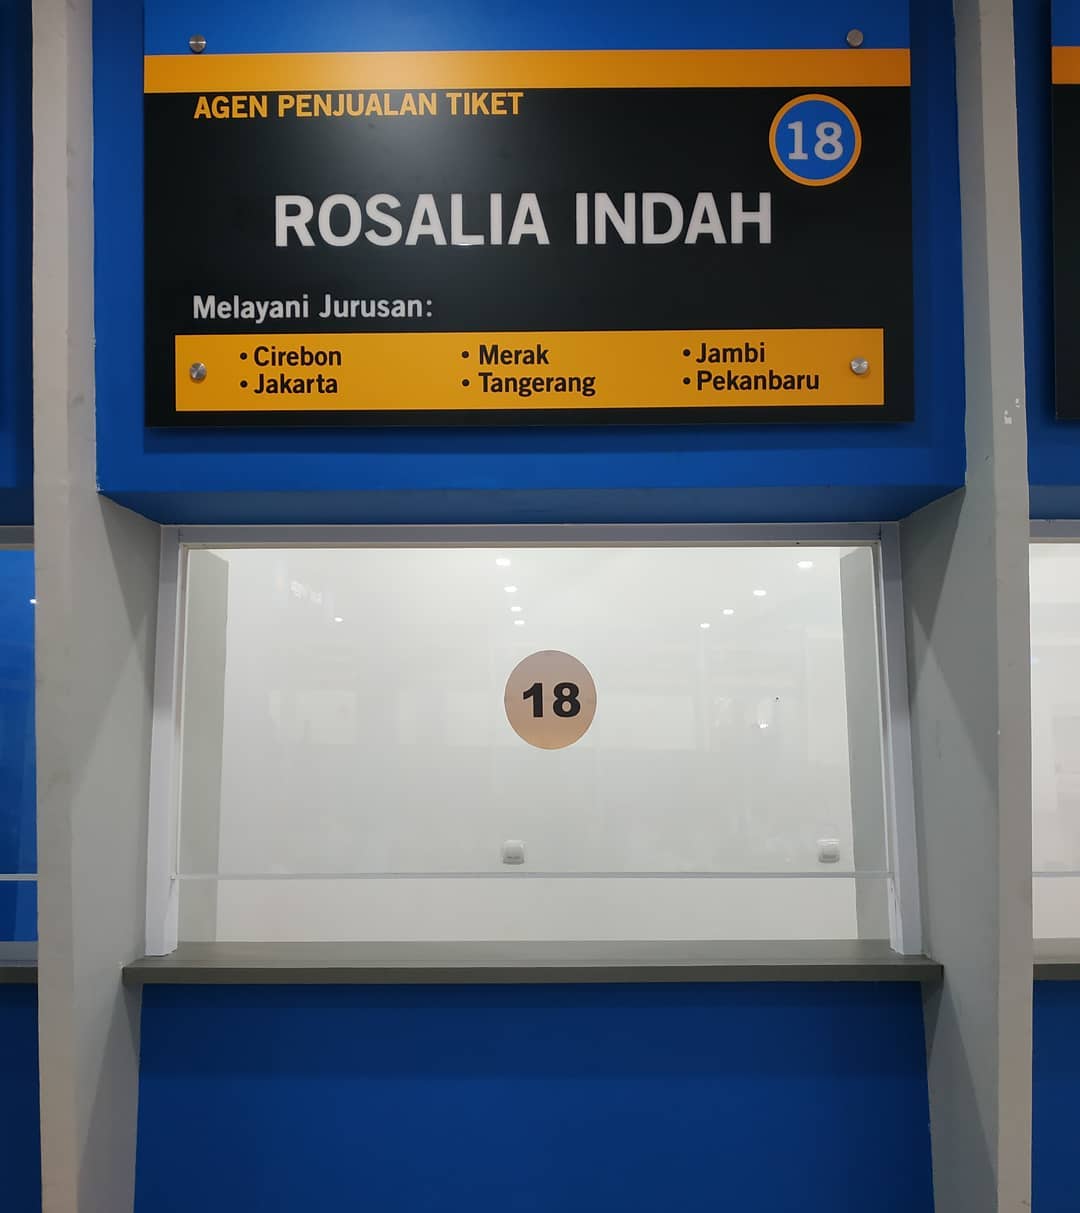 AGEN PENJUALAN TIKET
18
ROSALIA INDAH
Melayani Jurusan:
• Cirebon • Merak • Jambi
• Jakarta • Tangerang • Pekanbaru
18